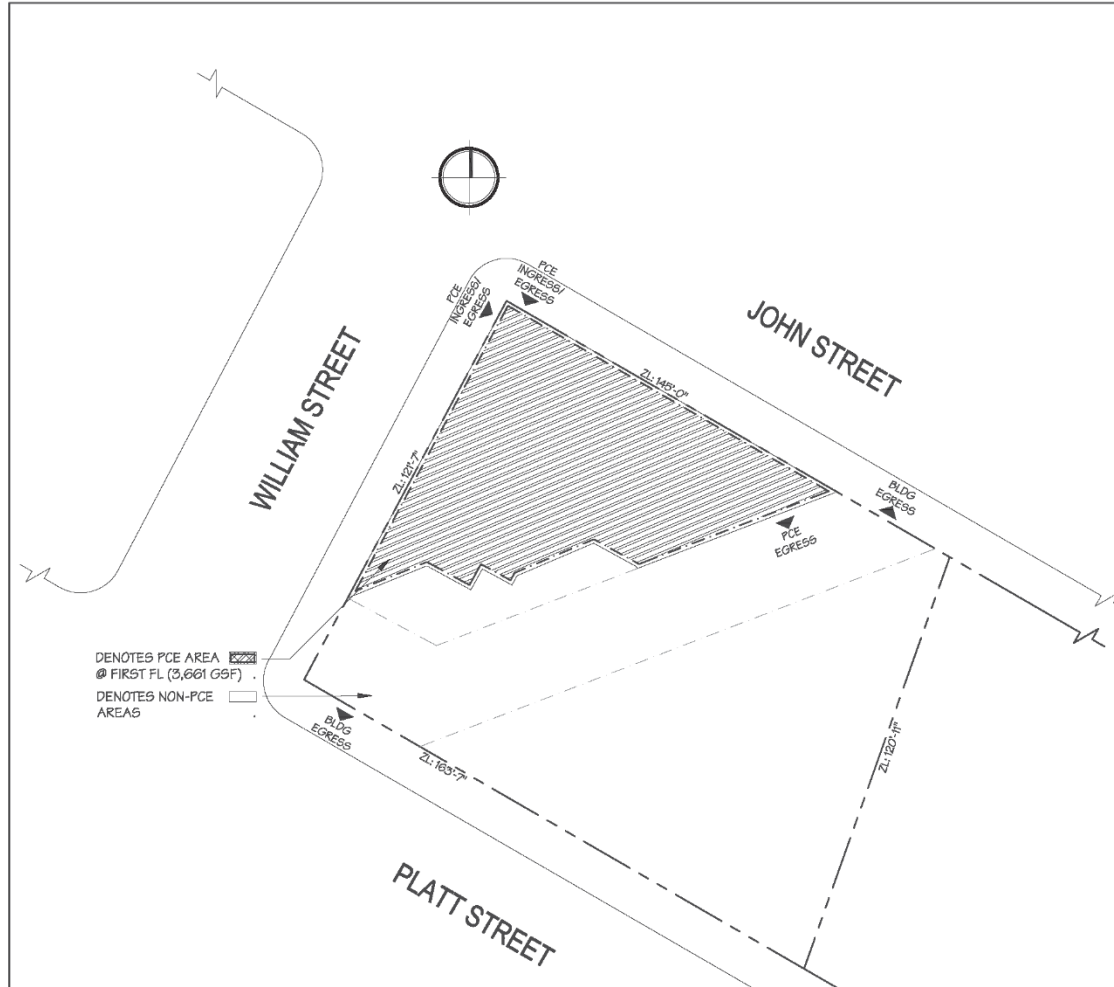 PCE
INGRESS/
EGRESS
PCE
INGRESS/
EGRESS
JOHN STREET
ZL: 145'-0"
WILLIAM STREET
ZL: 121'-7"
BLDG
EGRESS
PCE
EGRESS
DENOTES PCE AREA
@ FIRST FL (3,661 GSF) .
DENOTES NON-PCE
AREAS .
BLDG
EGRESS
ZL: 163'-7"
ZL: 120'-11"
PLATT STREET